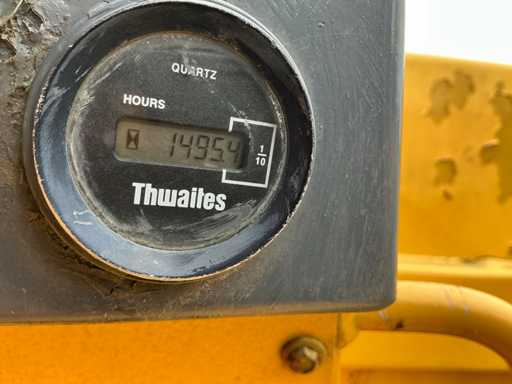 QUARTZ
HOURS
1495.4
1/10
Thwaites